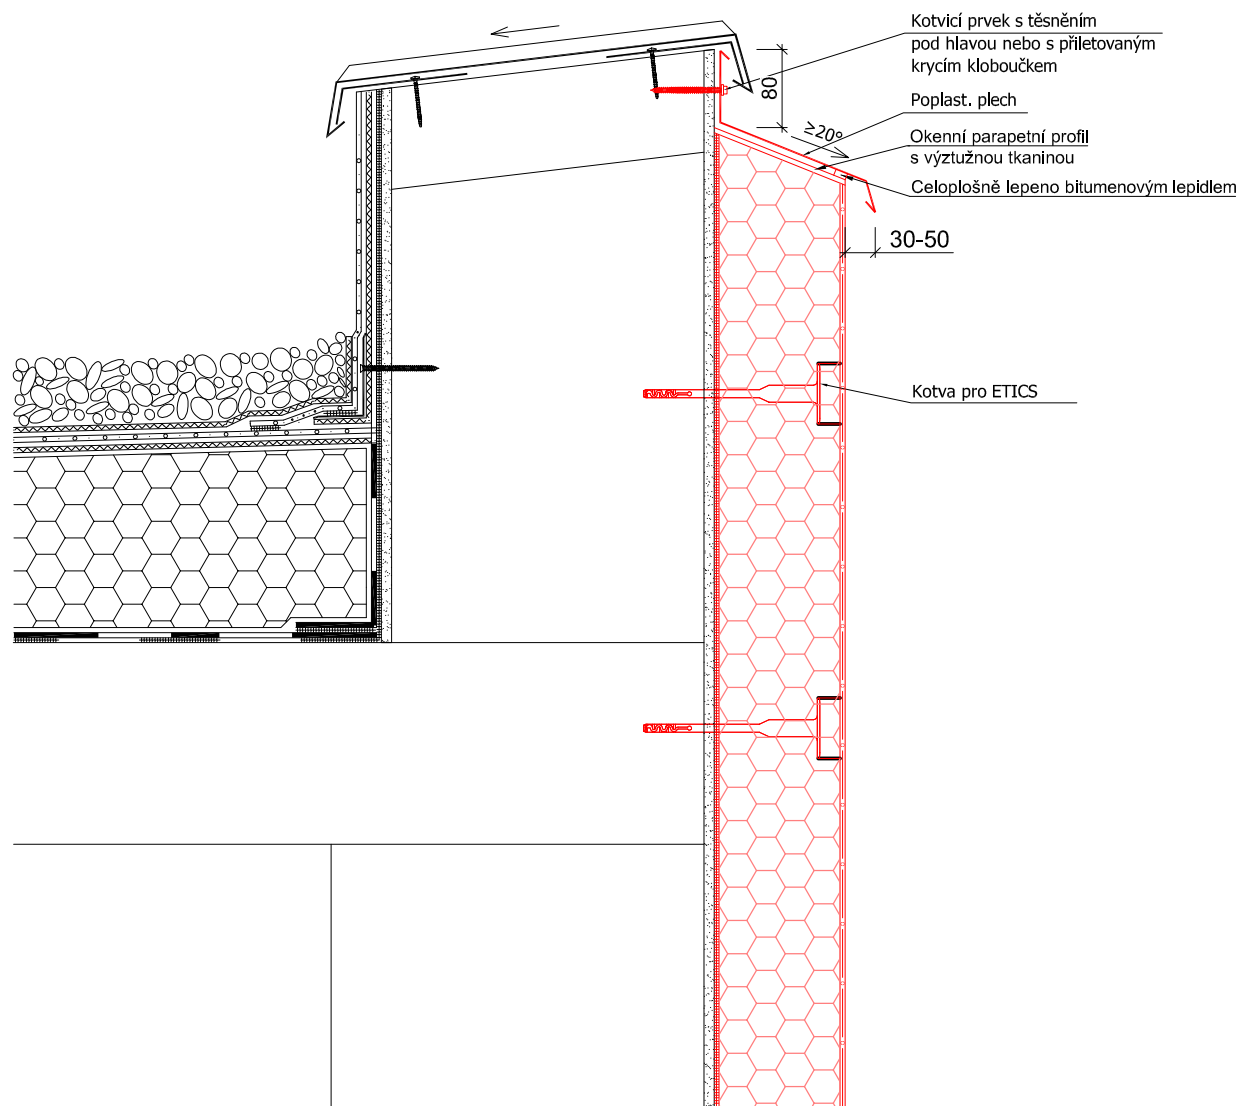 Kotvicí prvek s těsněním
pod hlavou nebo s přiletovaným
krycím kloboučkem
80
Poplast. plech
≥20°
Okenní parapetní profil
s výztužnou tkaninou
Celoplošně lepeno bitumenovým lepidlem
30-50
Kotva pro ETICS